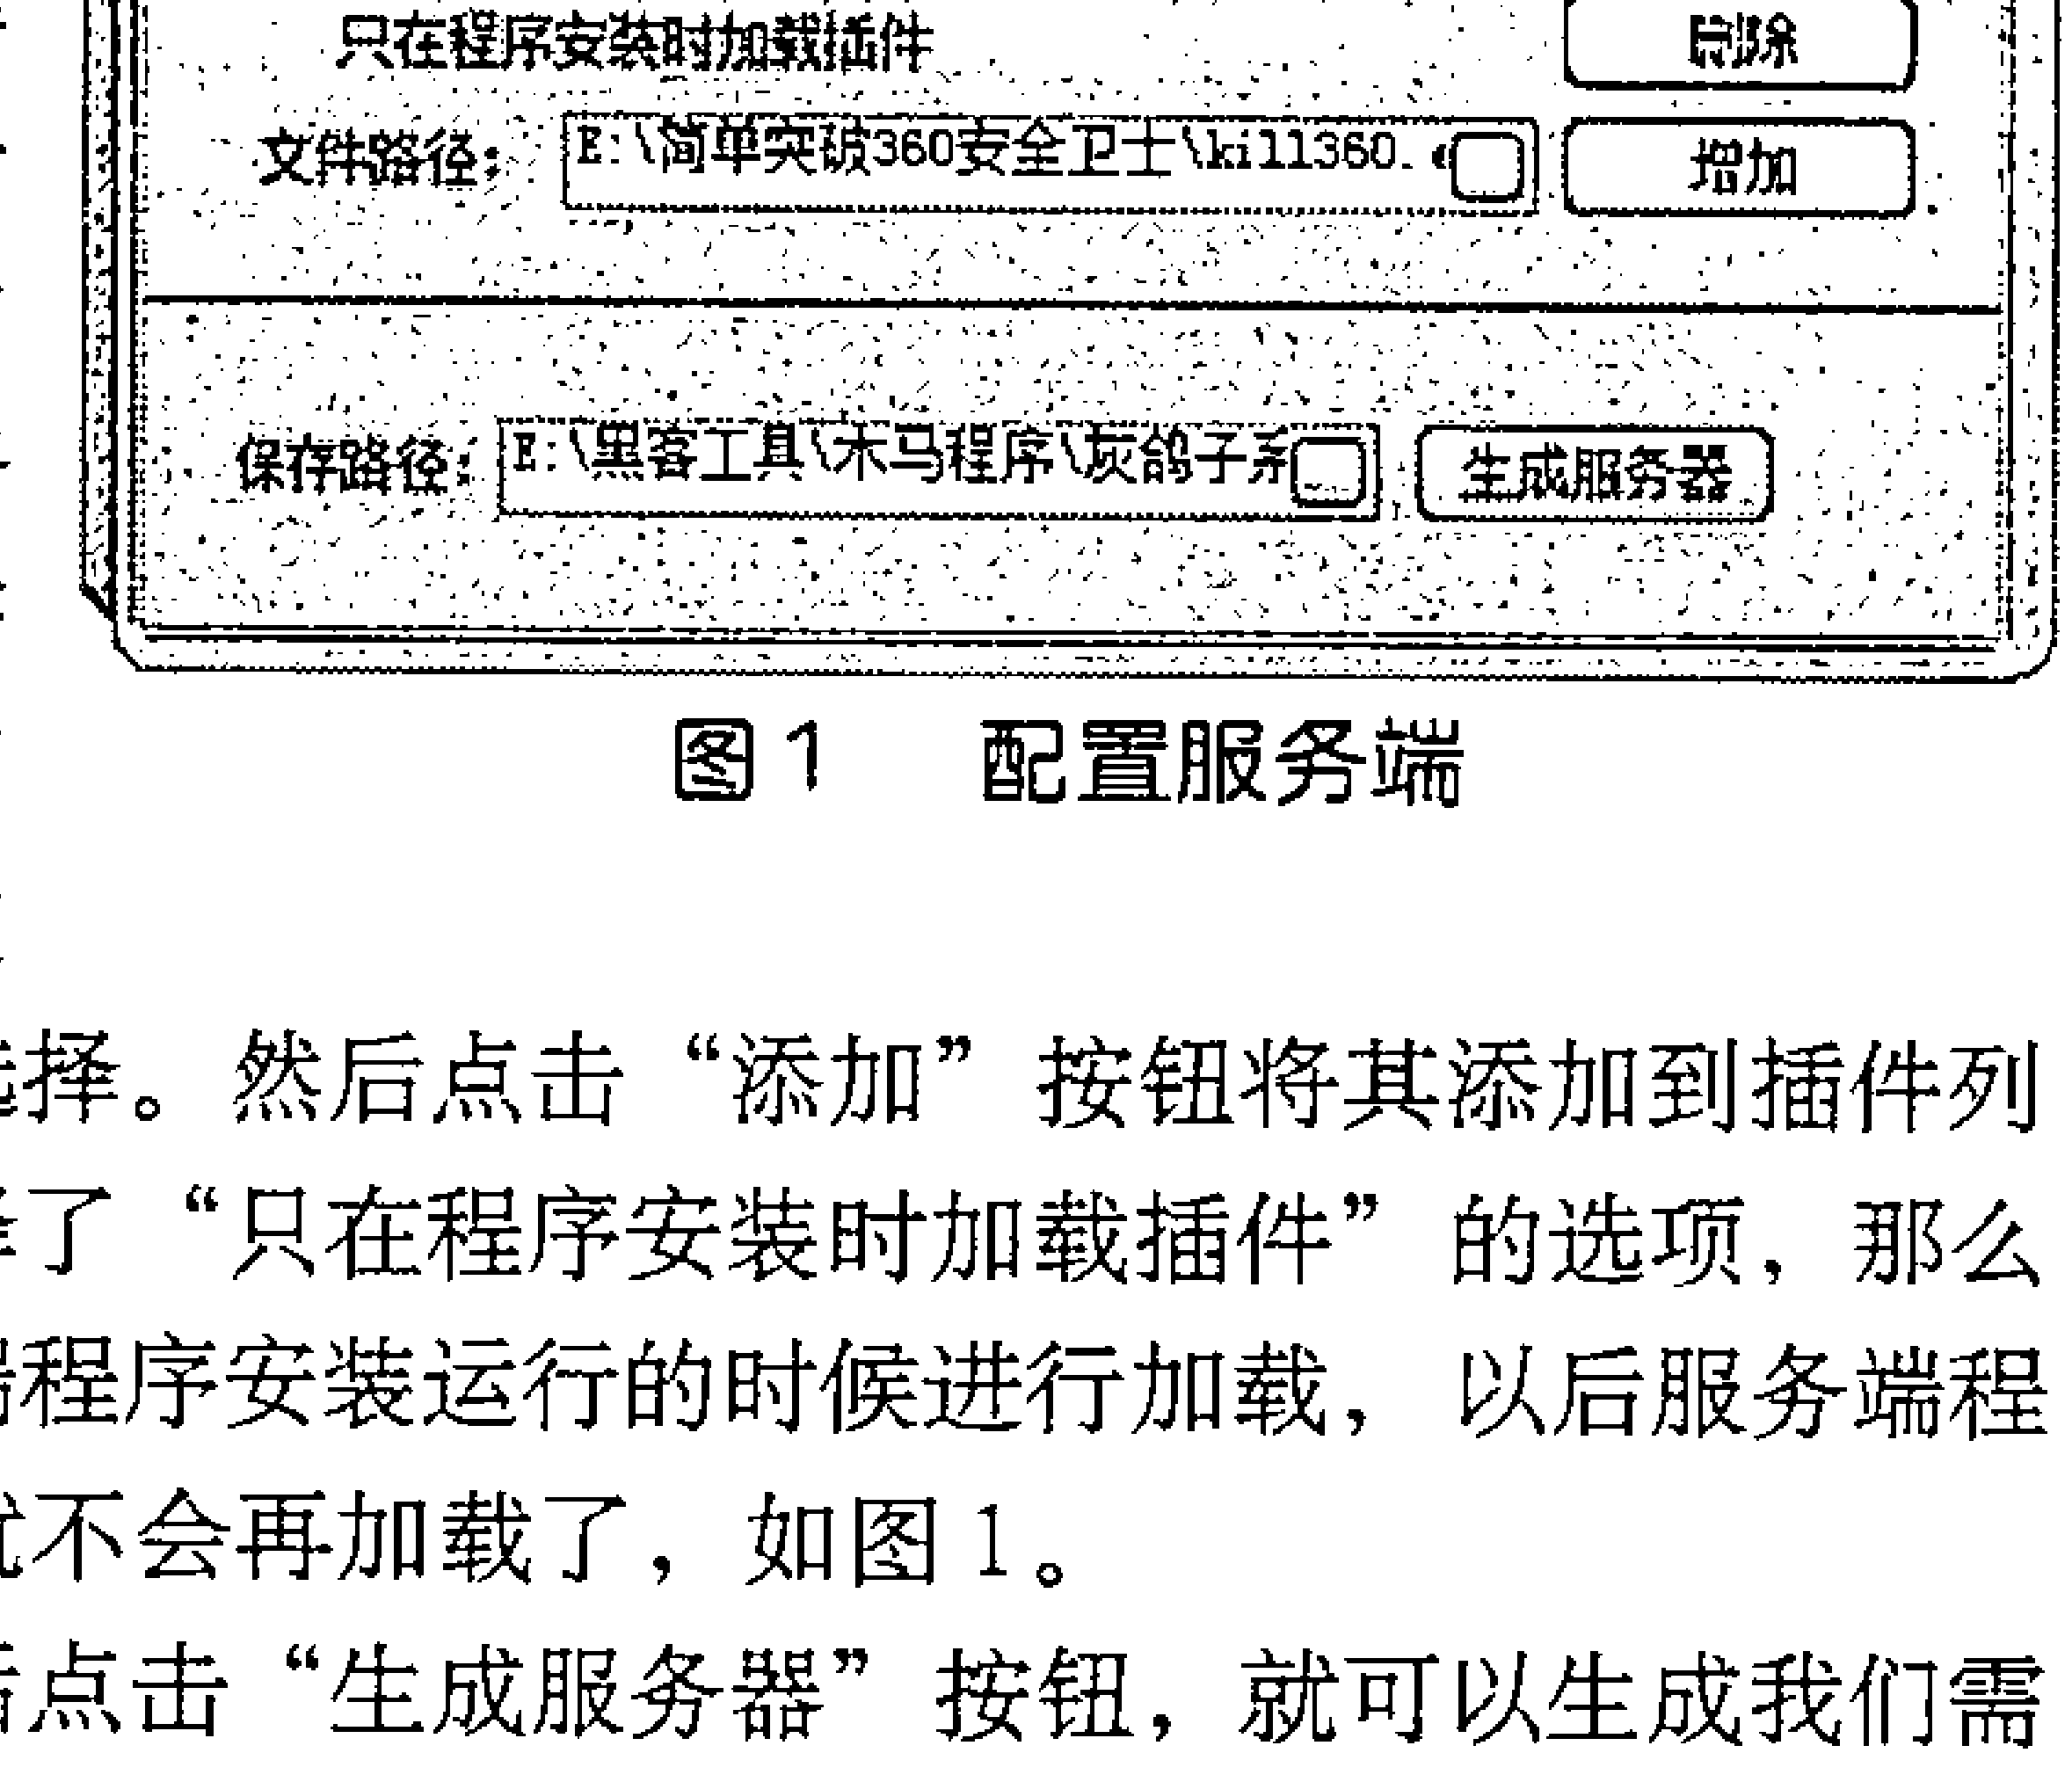 只在程序安装时加载插件 删除
文件路径: E:\简单突破360安全卫士\kill360. 增加
保存路径: E:\黑客工具\木马程序\灰鸽子系 生成服务器
图1 配置服务端
择。然后点击“添加”按钮将其添加到插件列
了“只在程序安装时加载插件”的选项，那么
程序安装运行的时候进行加载，以后服务端程
不会再加载了，如图1。
点击“生成服务器”按钮，就可以生成我们需